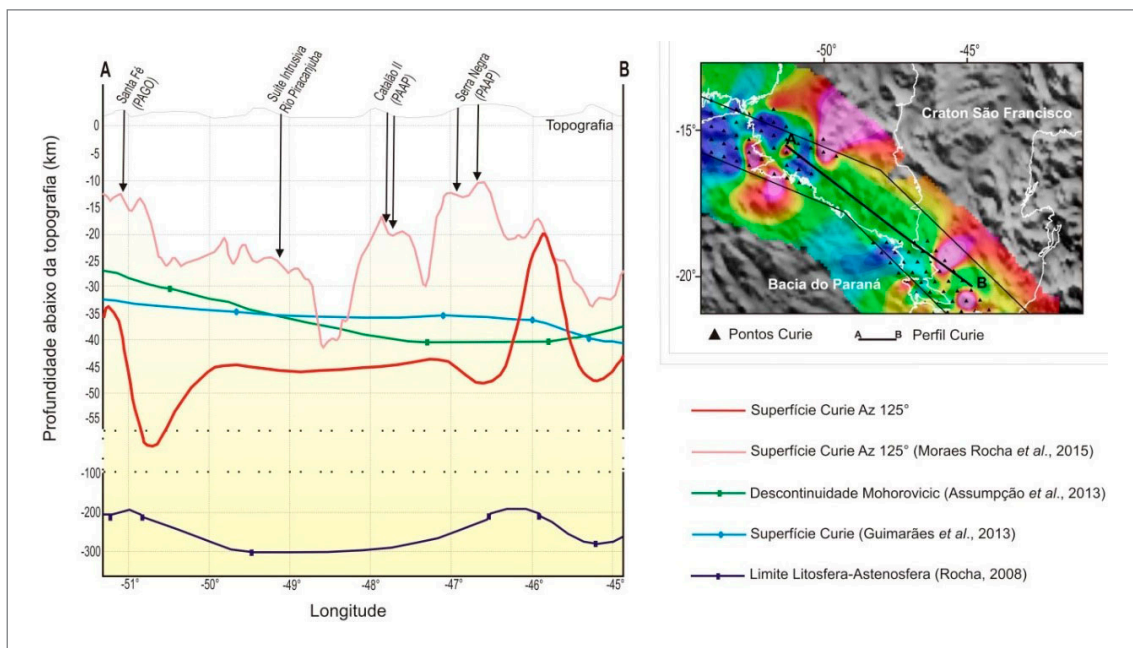 A
B
Santa Fé
(PAGO)
Suíte Intrusiva
Rio Piracanjuba
Catalão II
(PAAP)
Serra Negra
(PAAP)
Topografia
Profundidade abaixo da topografia (km)
0
-5
-10
-15
-20
-25
-30
-35
-40
-45
-50
-55
-100
-200
-300
-51°
-50°
-49°
-48°
-47°
-46°
-45°
Longitude
-50°
-45°
-15°
-20°
Craton São Francisco
A
B
Bacia do Paraná
Pontos Curie
A B Perfil Curie
Superfície Curie Az 125°
Superfície Curie Az 125° (Moraes Rocha et al., 2015)
Descontinuidade Mohorovicic (Assumpção et al., 2013)
Superfície Curie (Guimarães et al., 2013)
Limite Litosfera-Astenosfera (Rocha, 2008)